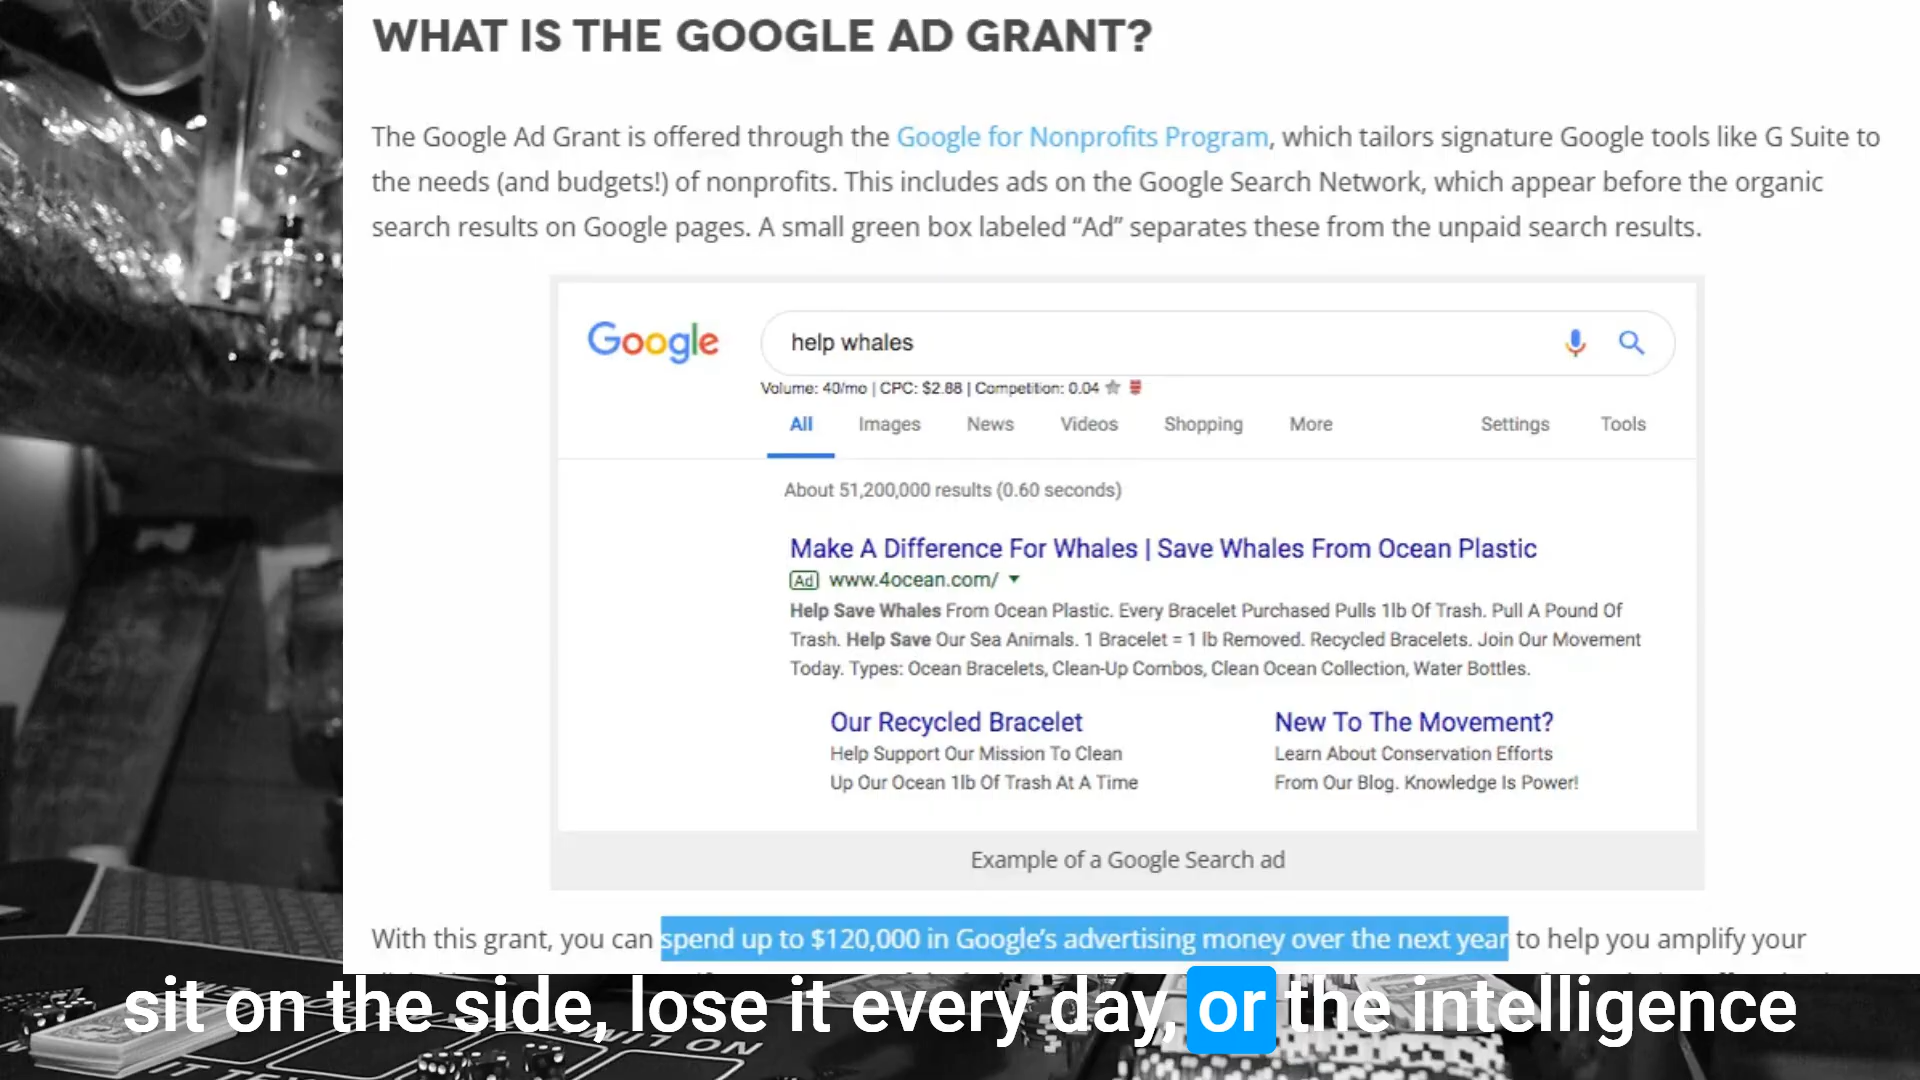 WHAT IS THE GOOGLE AD GRANT?
The Google Ad Grant is offered through the Google for Nonprofits Program, which tailors signature Google tools like G Suite to
the needs (and budgets!) of nonprofits. This includes ads on the Google Search Network, which appear before the organic
search results on Google pages. A small green box labeled “Ad” separates these from the unpaid search results.
Google
help whales
Volume: 40/mo | CPC: $2.88 | Competition: 0.04
All Images News Videos Shopping More Settings Tools
About 51,200,000 results (0.60 seconds)
Make A Difference For Whales | Save Whales From Ocean Plastic
Ad www.4ocean.com/
Help Save Whales From Ocean Plastic. Every Bracelet Purchased Pulls 1lb Of Trash. Pull A Pound Of
Trash. Help Save Our Sea Animals. 1 Bracelet = 1 lb Removed. Recycled Bracelets. Join Our Movement
Today. Types: Ocean Bracelets, Clean-Up Combos, Clean Ocean Collection, Water Bottles.
Our Recycled Bracelet
Help Support Our Mission To Clean
Up Our Ocean 1lb Of Trash At A Time
New To The Movement?
Learn About Conservation Efforts
From Our Blog. Knowledge Is Power!
Example of a Google Search ad
With this grant, you can spend up to $120,000 in Google’s advertising money over the next year to help you amplify your
sit on the side, lose it every day, or the intelligence